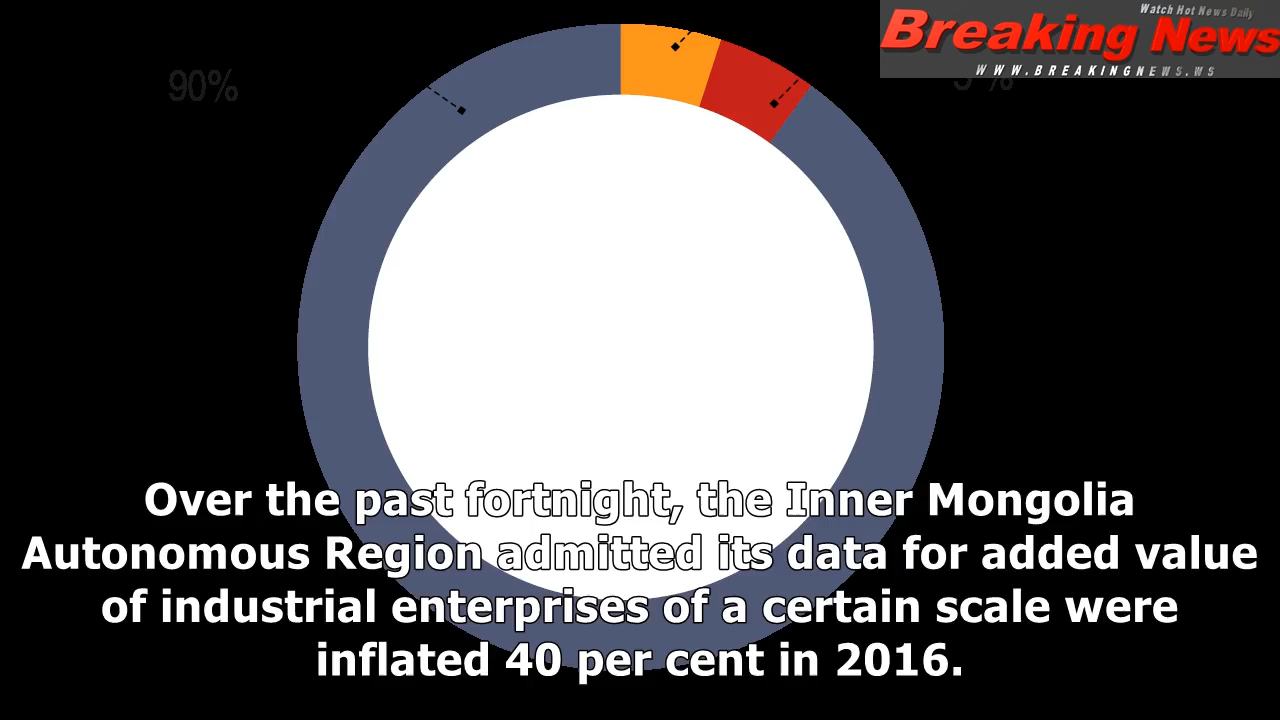 Watch Hot News Daily
Breaking News
WWW.BREAKINGNEWS.WS
90%
Over the past fortnight, the Inner Mongolia
Autonomous Region admitted its data for added value
of industrial enterprises of a certain scale were
inflated 40 per cent in 2016.